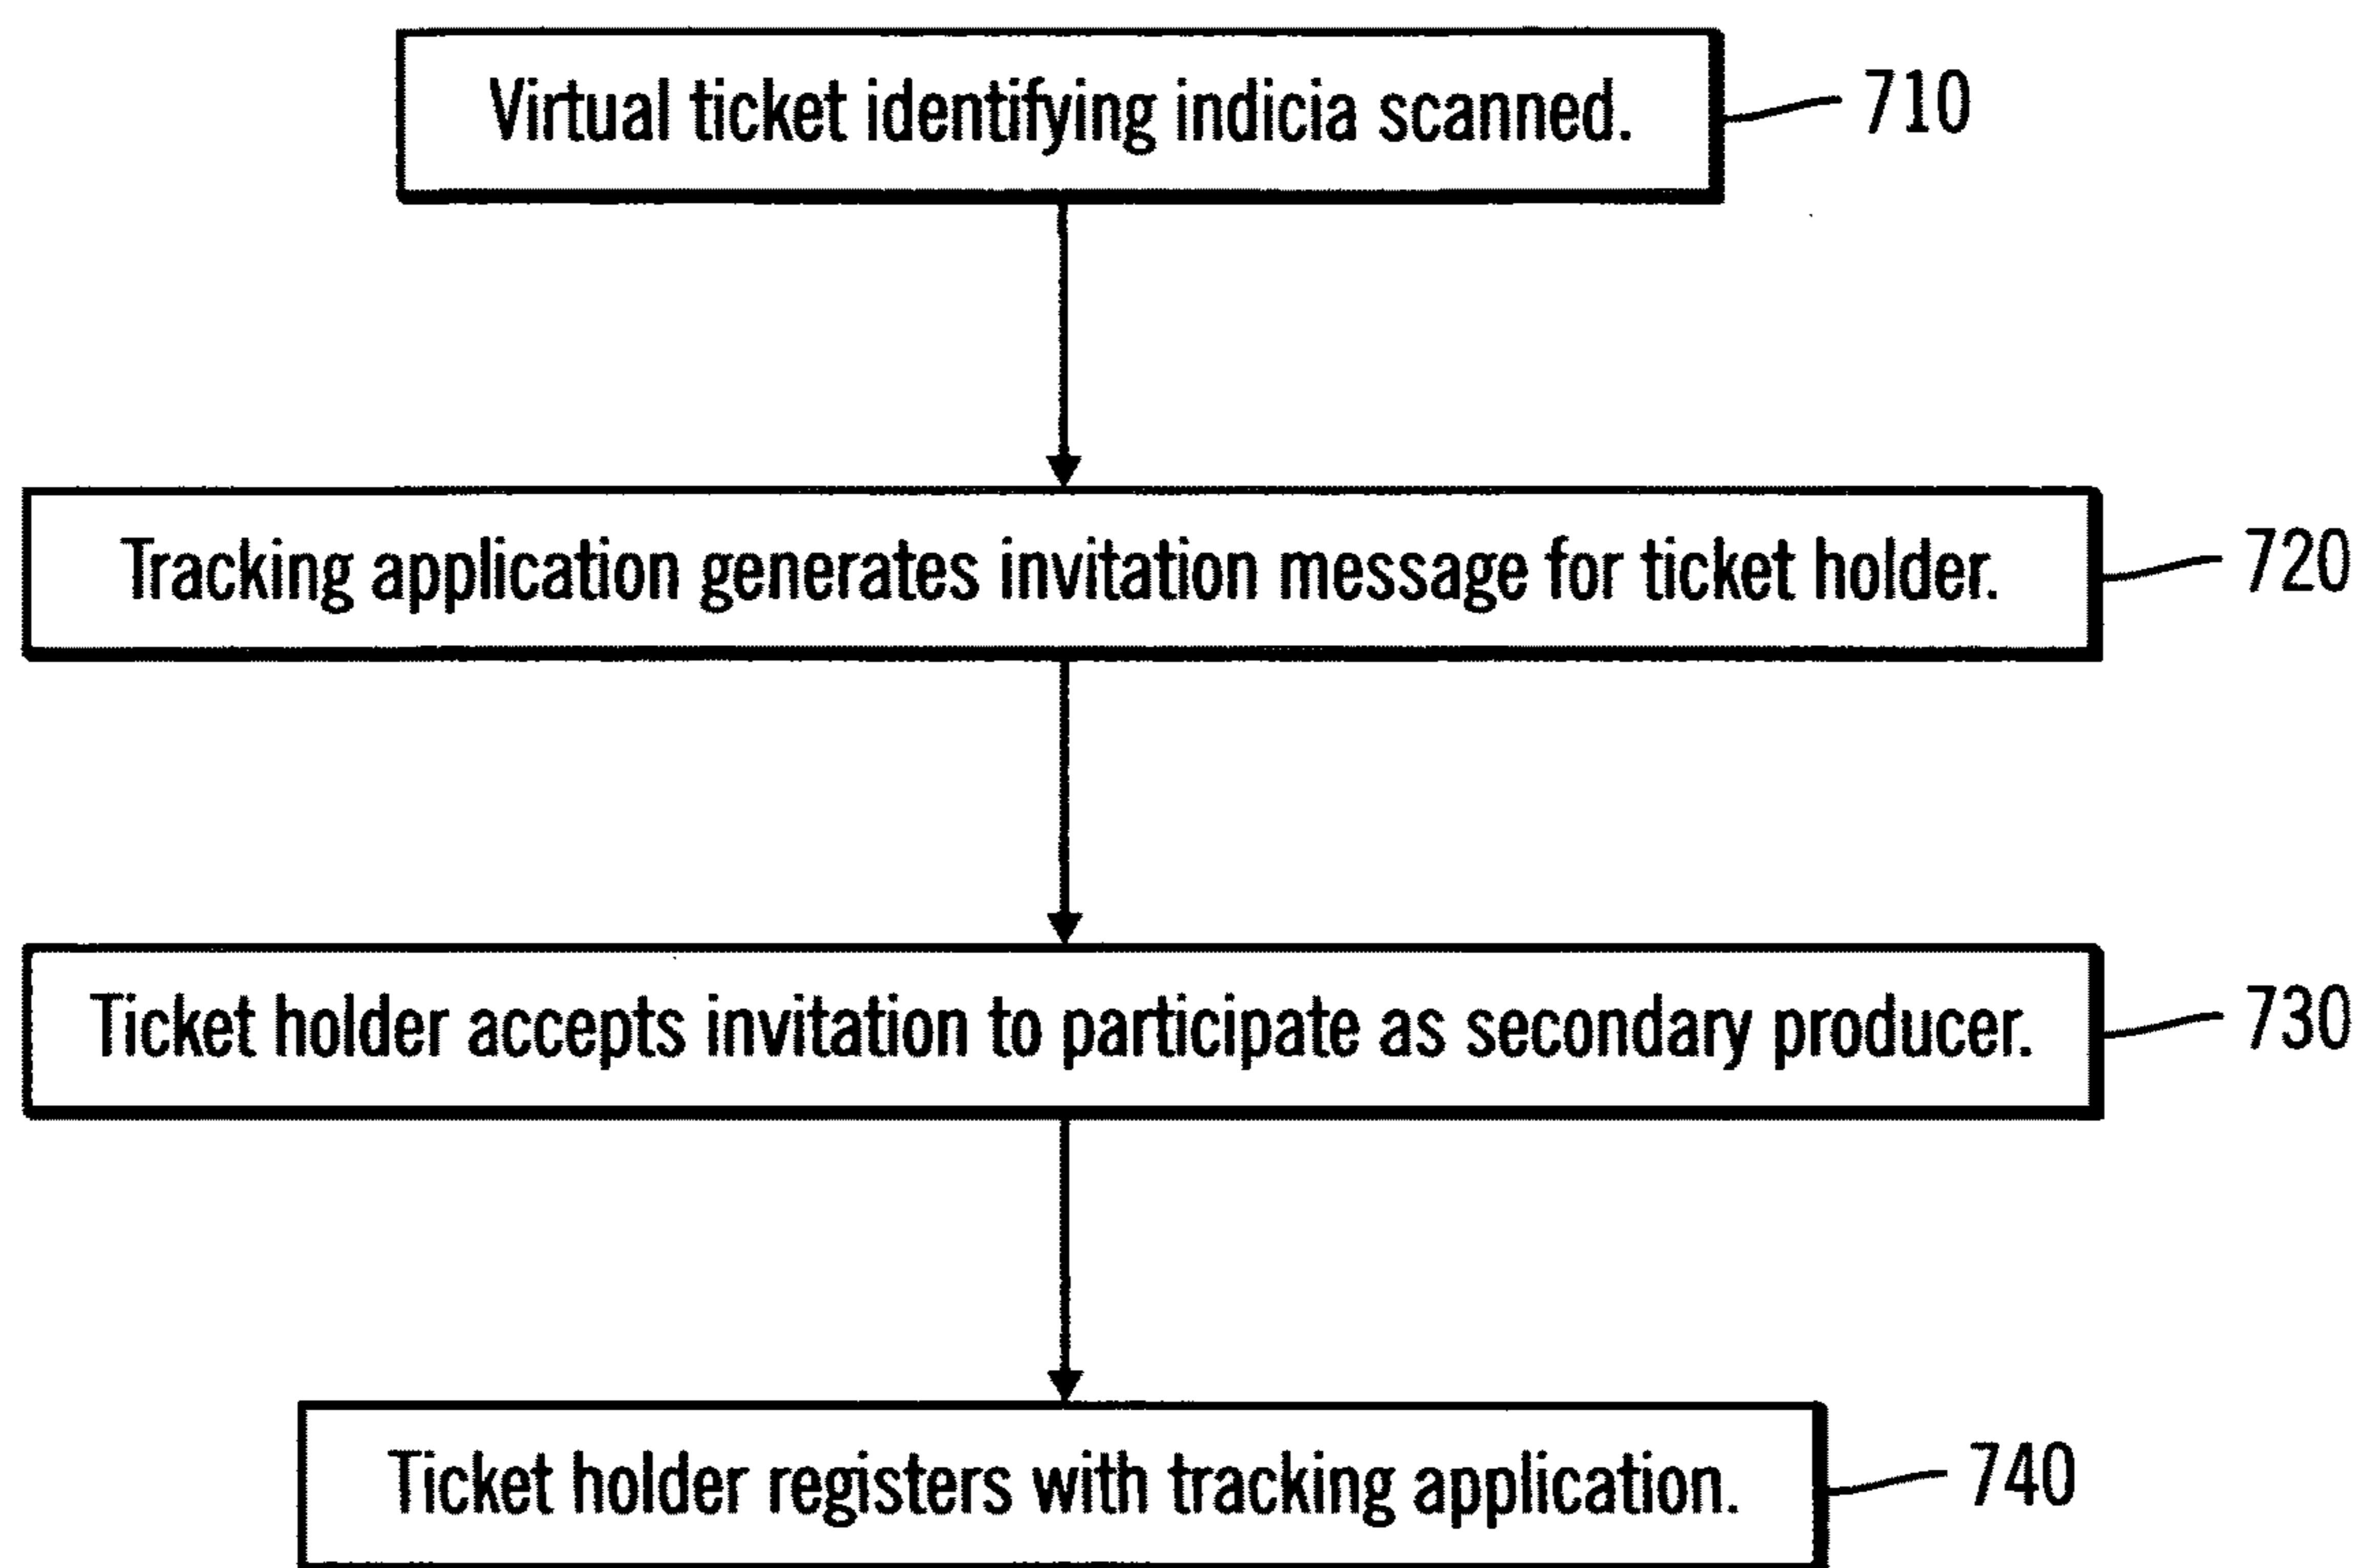 Virtual ticket identifying indicia scanned. 710
Tracking application generates invitation message for ticket holder. 720
Ticket holder accepts invitation to participate as secondary producer. 730
Ticket holder registers with tracking application. 740